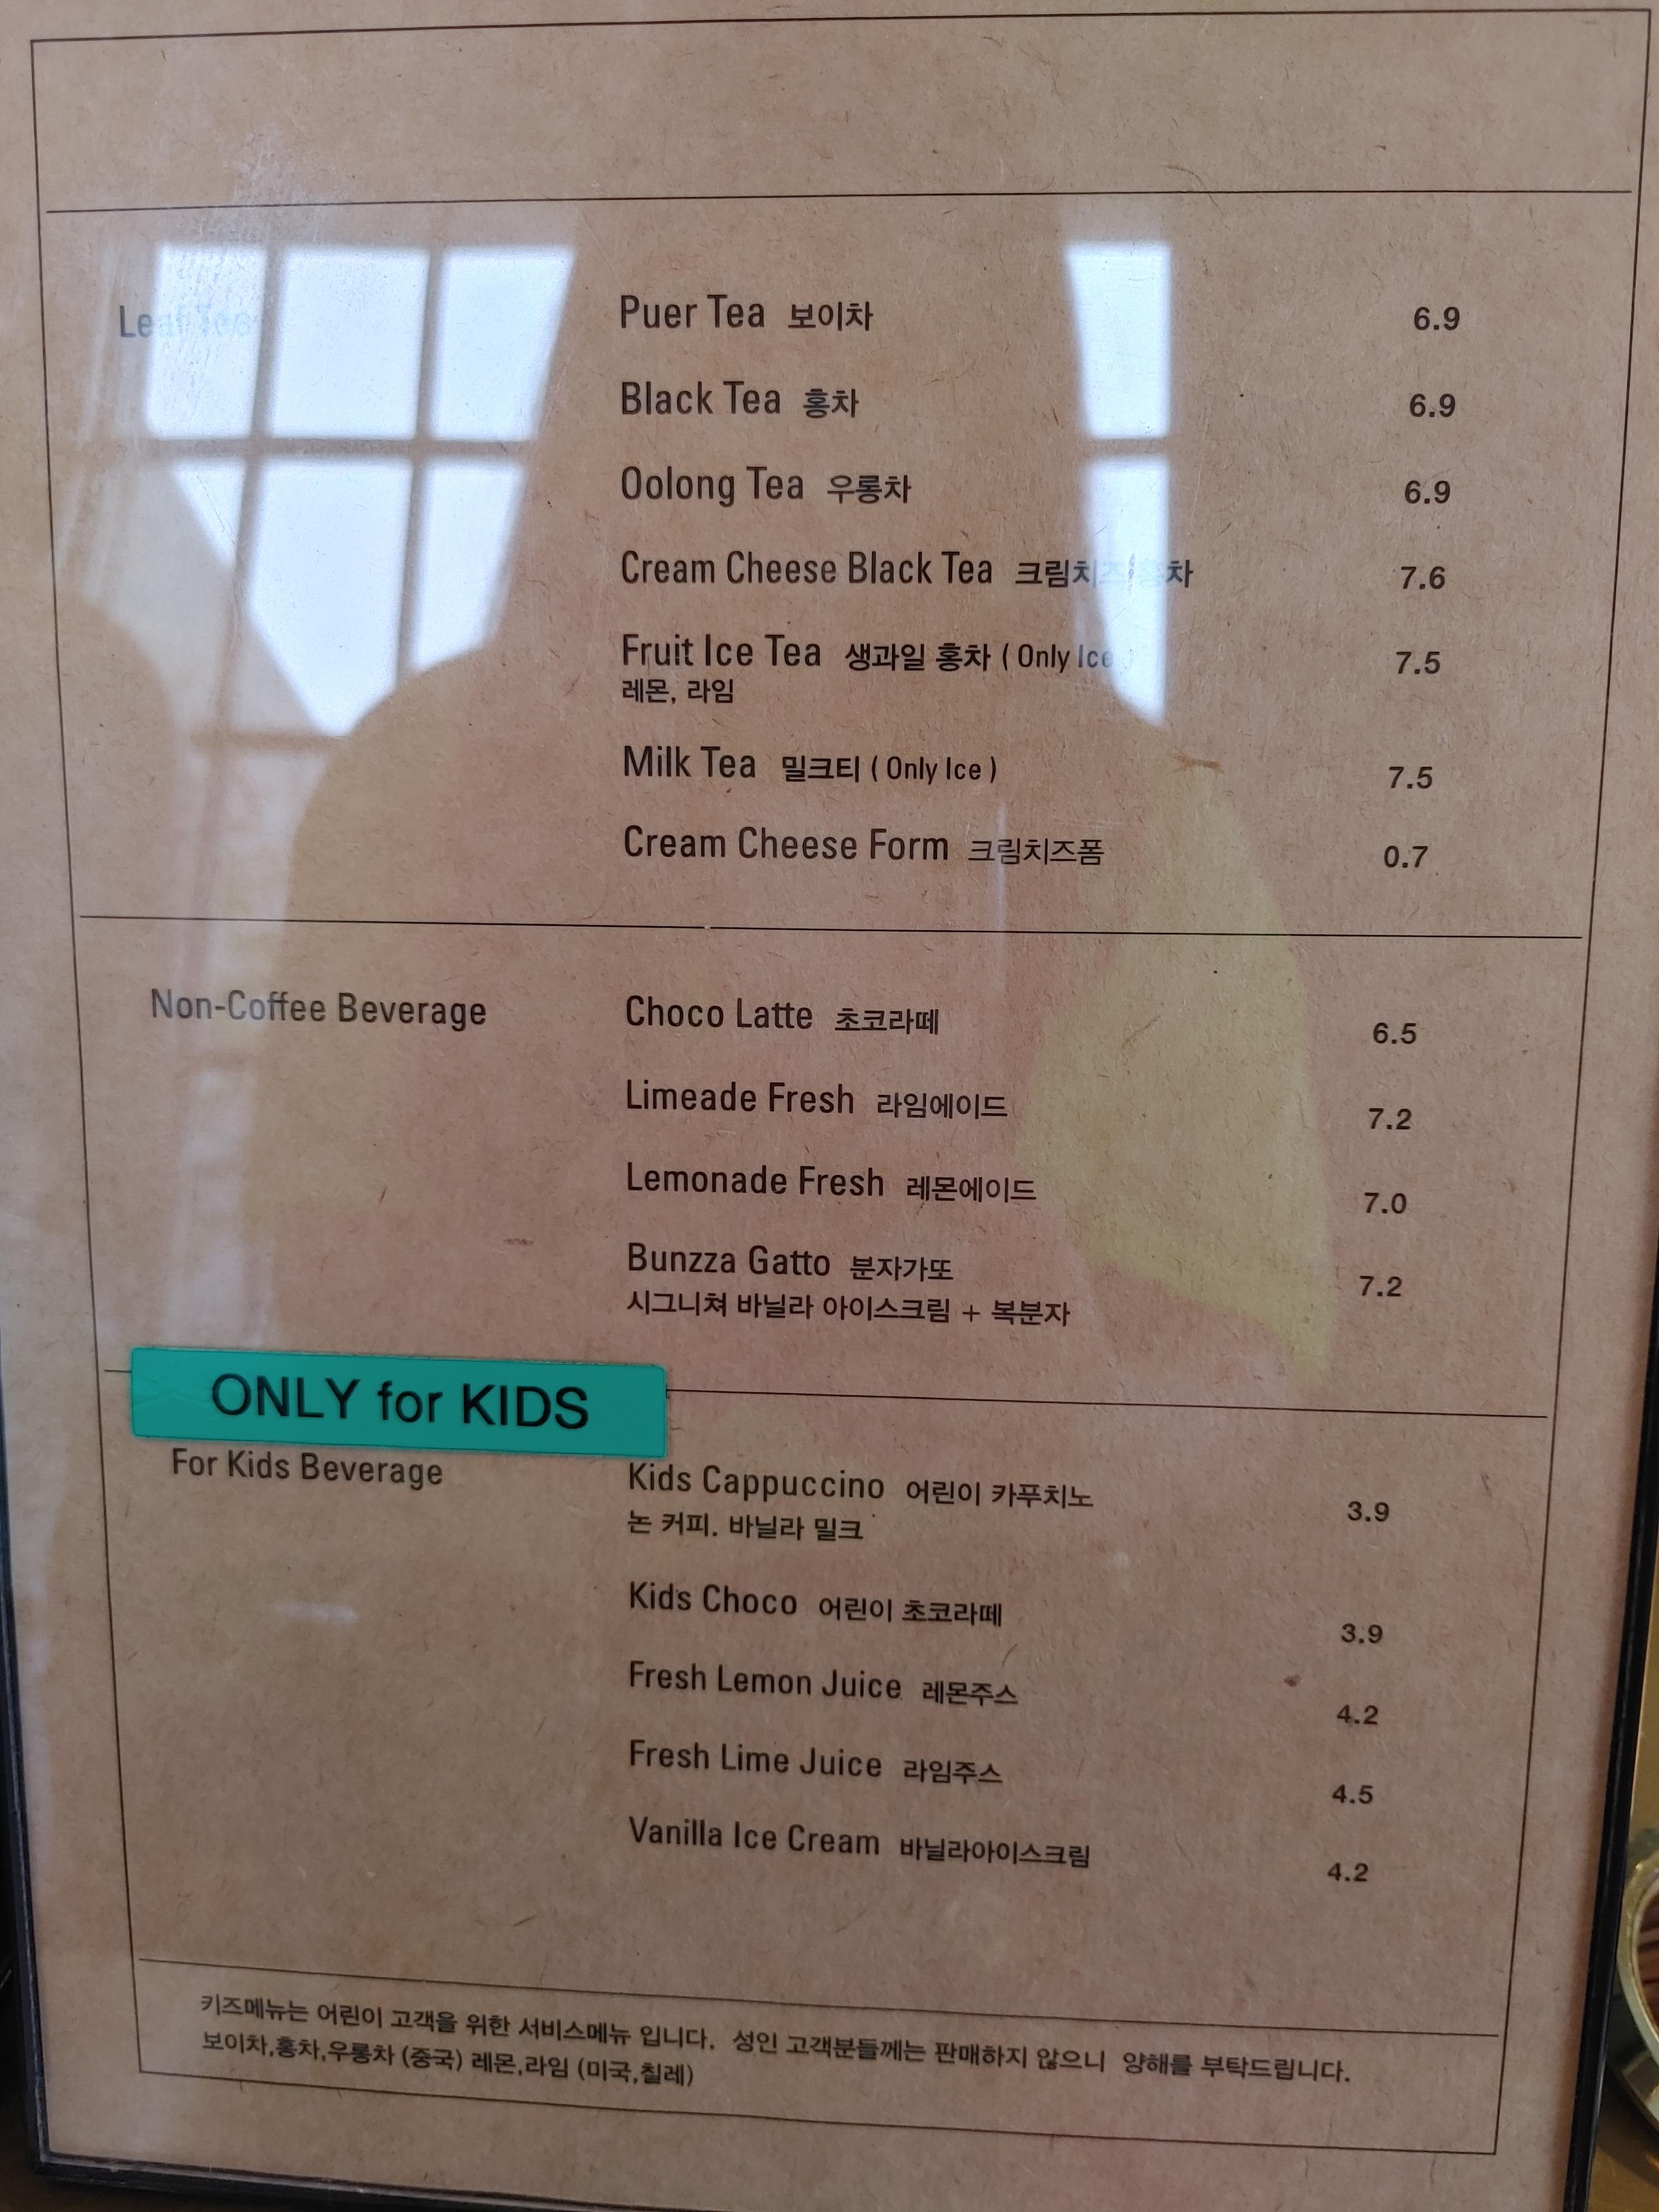 Leaf Tea
Puer Tea 보이차 6.9
Black Tea 홍차 6.9
Oolong Tea 우롱차 6.9
Cream Cheese Black Tea 크림치즈 홍차 7.6
Fruit Ice Tea 생과일 홍차 ( Only Ice ) 7.5
레몬, 라임
Milk Tea 밀크티 ( Only Ice ) 7.5
Cream Cheese Form 크림치즈폼 0.7
Non-Coffee Beverage
Choco Latte 초코라떼 6.5
Limeade Fresh 라임에이드 7.2
Lemonade Fresh 레몬에이드 7.0
Bunzza Gatto 분자가또 7.2
시그니쳐 바닐라 아이스크림 + 복분자
ONLY for KIDS
For Kids Beverage
Kids Cappuccino 어린이 카푸치노 3.9
논 커피. 바닐라 밀크
Kids Choco 어린이 초코라떼 3.9
Fresh Lemon Juice 레몬주스 4.2
Fresh Lime Juice 라임주스 4.5
Vanilla Ice Cream 바닐라아이스크림 4.2
키즈메뉴는 어린이 고객을 위한 서비스메뉴 입니다. 성인 고객분들께는 판매하지 않으니 양해를 부탁드립니다.
보이차,홍차,우롱차 (중국) 레몬,라임 (미국,칠레)